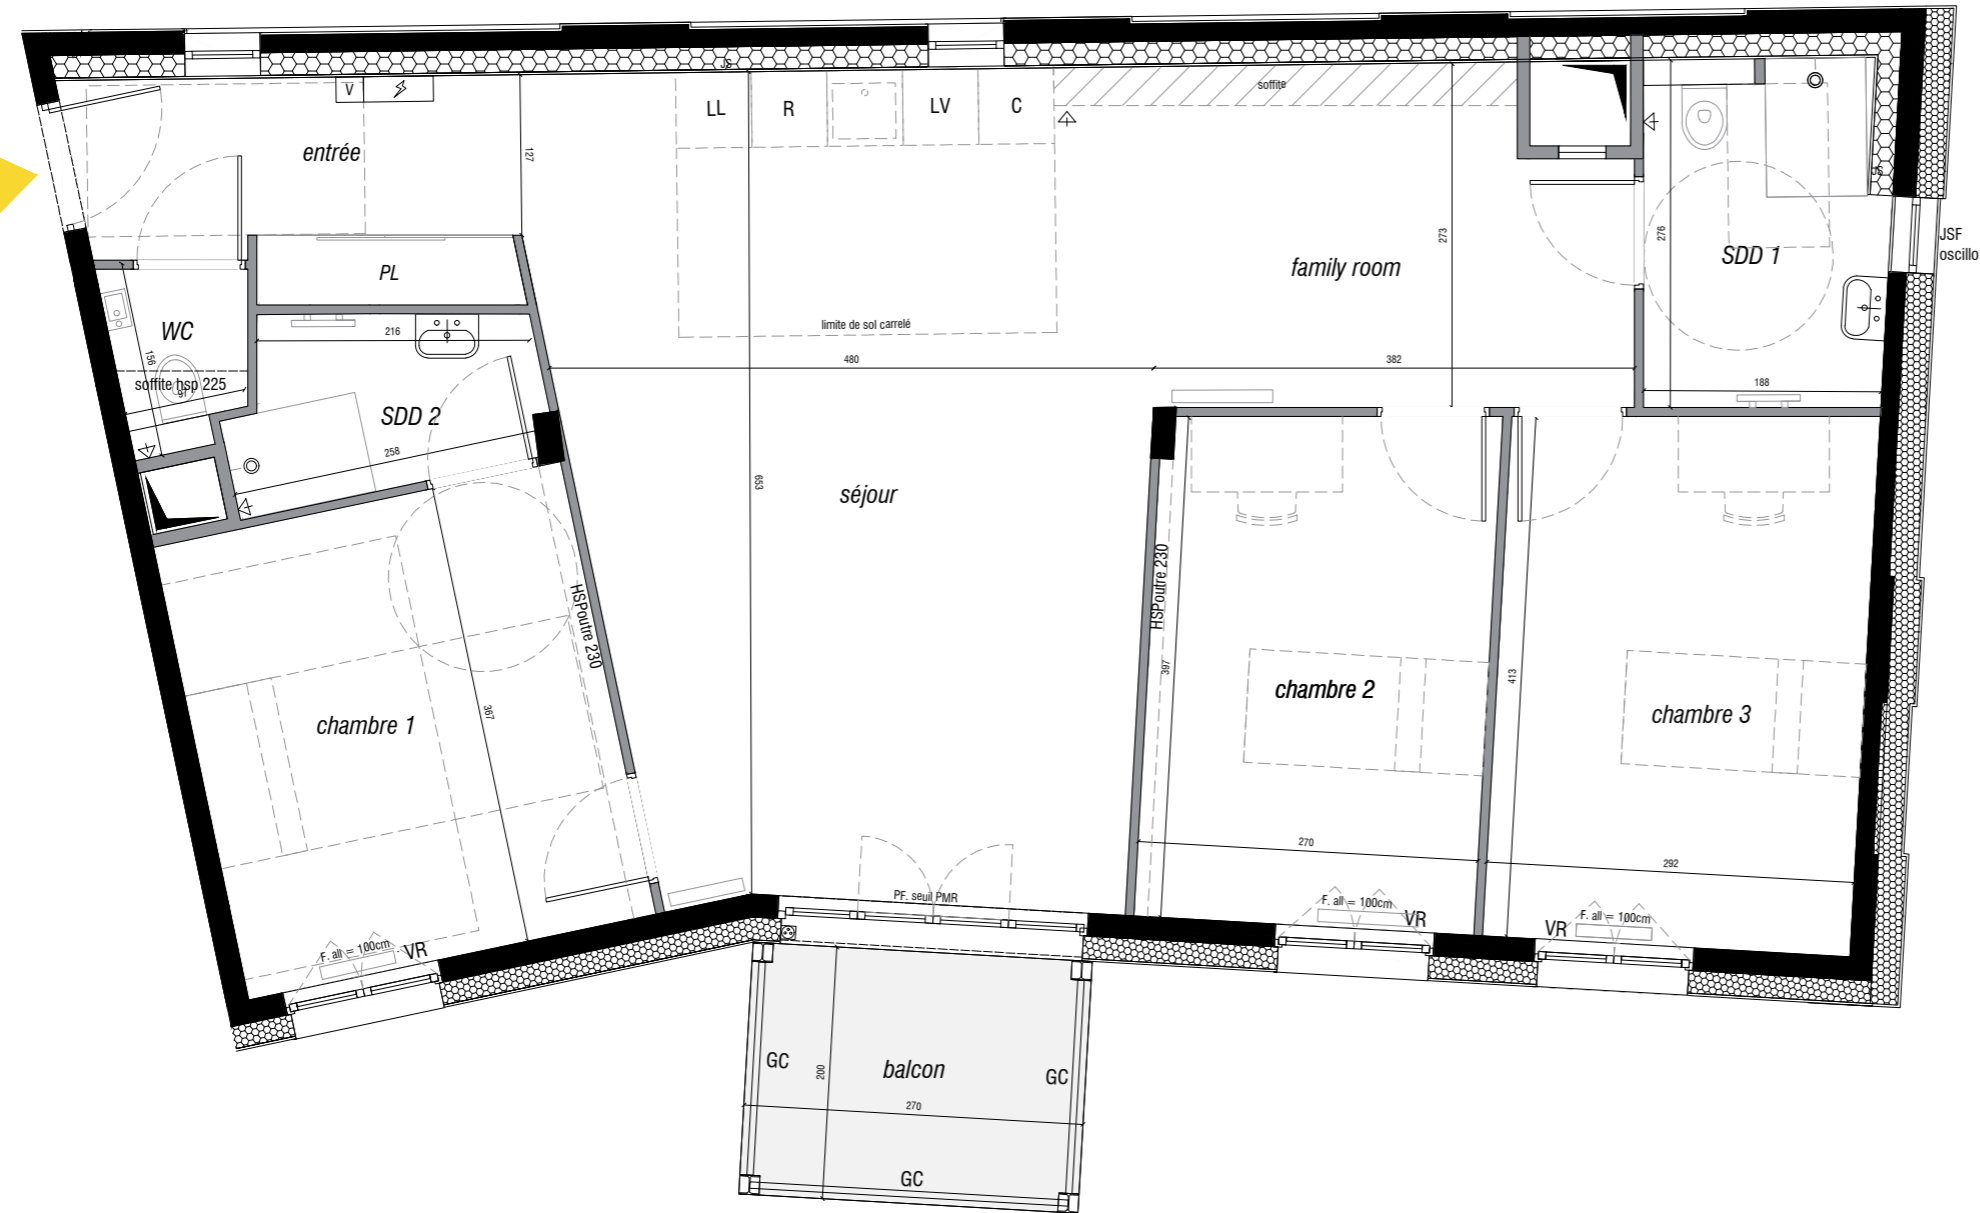 JS
V
entrée
127
LL
R
LV
C
soffite
PL
WC
156
soffite hsp 225
91
216
SDD 2
258
limite de sol carrelé
480
382
family room
273
276
SDD 1
188
JS
JSF
oscillo
séjour
653
HSPoutre 230
HSPoutre 230
chambre 1
367
397
chambre 2
413
chambre 3
270
292
PF. seuil PMR
F. all = 100cm
VR
F. all = 100cm
VR
F. all = 100cm
VR
GC
balcon
GC
200
270
GC